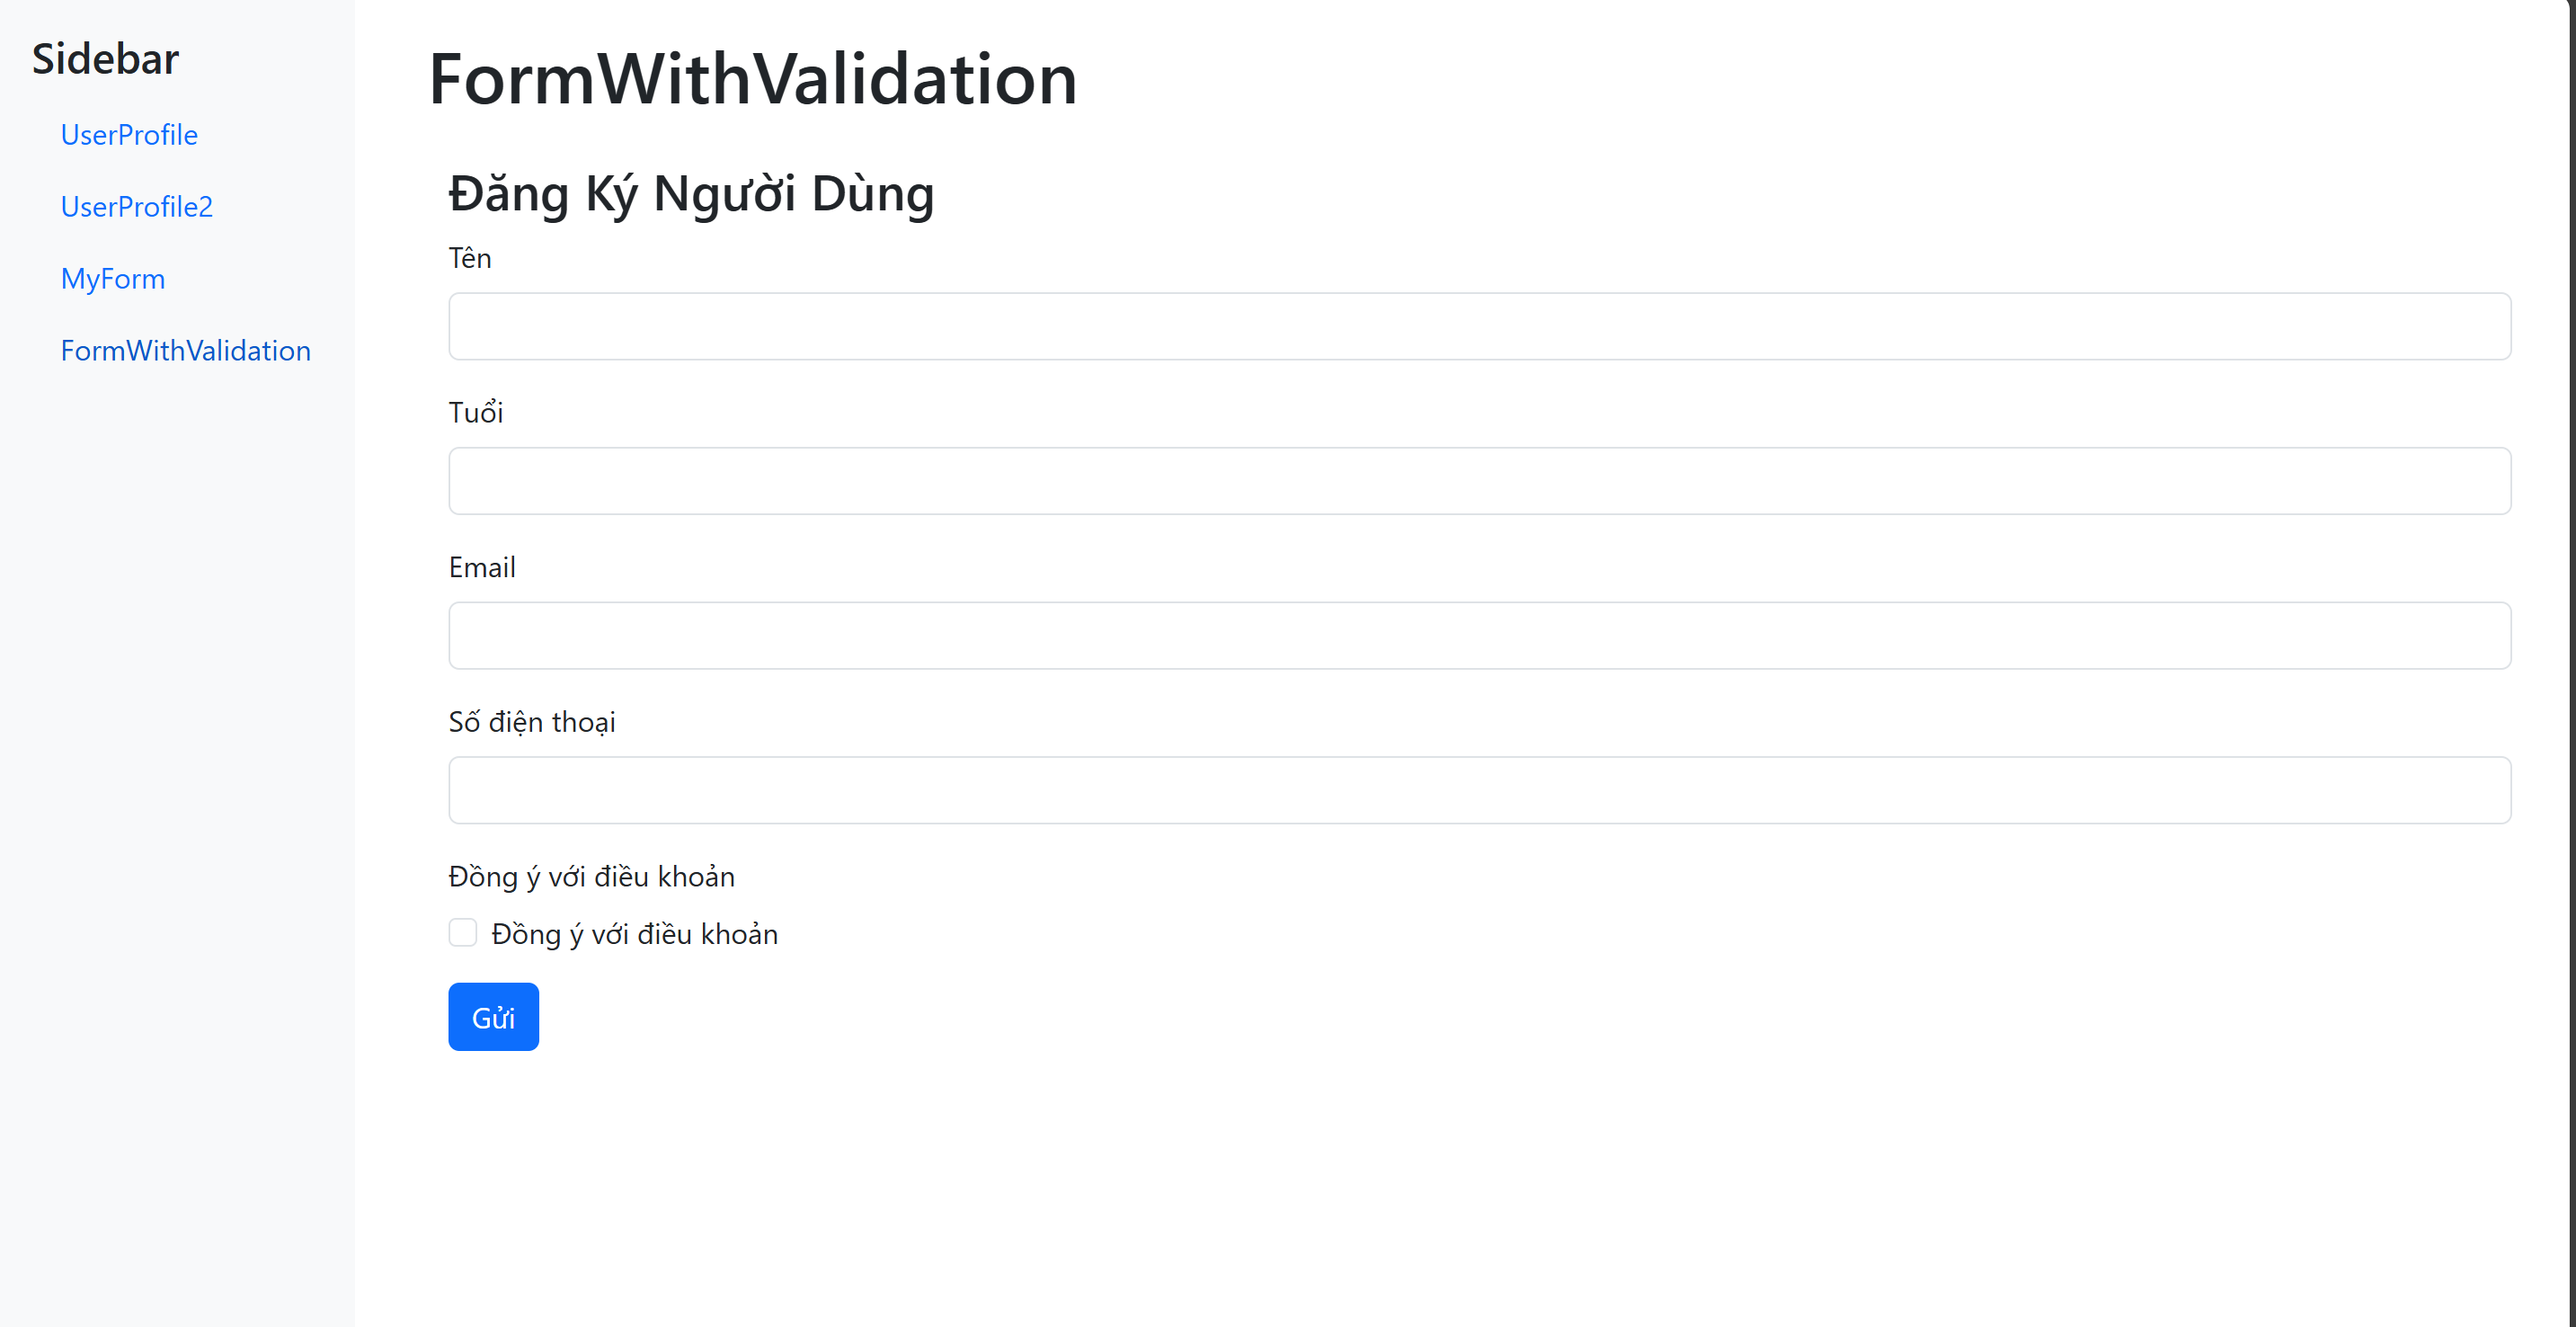 Sidebar
UserProfile
UserProfile2
MyForm
FormWithValidation
FormWithValidation
Đăng Ký Người Dùng
Tên
Tuổi
Email
Số điện thoại
Đồng ý với điều khoản
Đồng ý với điều khoản
Gửi